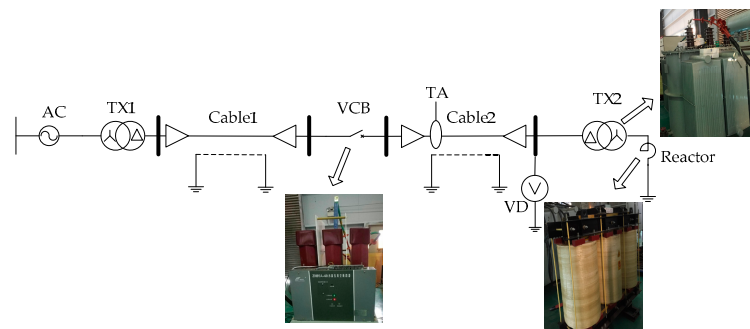 AC
TX1
Cable1
VCB
TA
Cable2
TX2
Reactor
V
VD